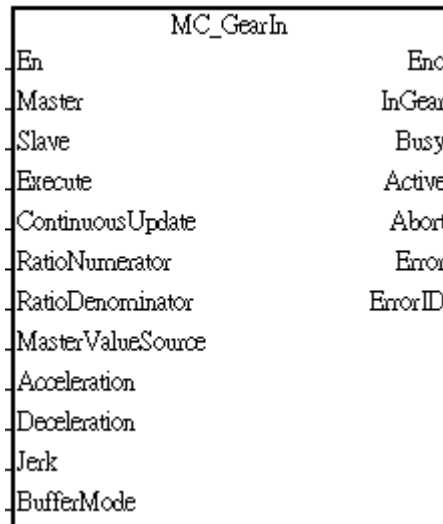 MC_GearIn
En Eno
Master InGear
Slave Busy
Execute Active
ContinuousUpdate Abort
RatioNumerator Error
RatioDenominator ErrorID
MasterValueSource
Acceleration
Deceleration
Jerk
BufferMode